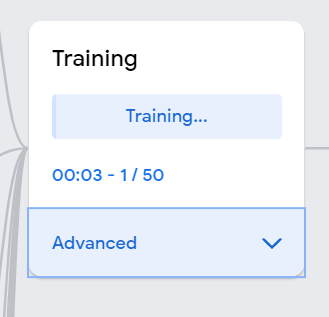 Training
Training...
00:03 - 1 / 50
Advanced